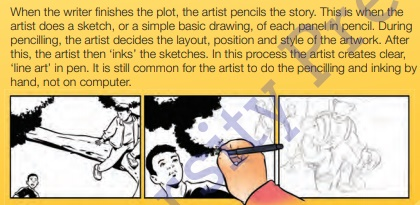 When the writer finishes the plot, the artist pencils the story. This is when the
artist does a sketch, or a simple basic drawing, of each panel in pencil. During
pencilling, the artist decides the layout, position and style of the artwork. After
this, the artist then ‘inks’ the sketches. In this process the artist creates clear,
‘line art’ in pen. It is still common for the artist to do the pencilling and inking by
hand, not on computer.